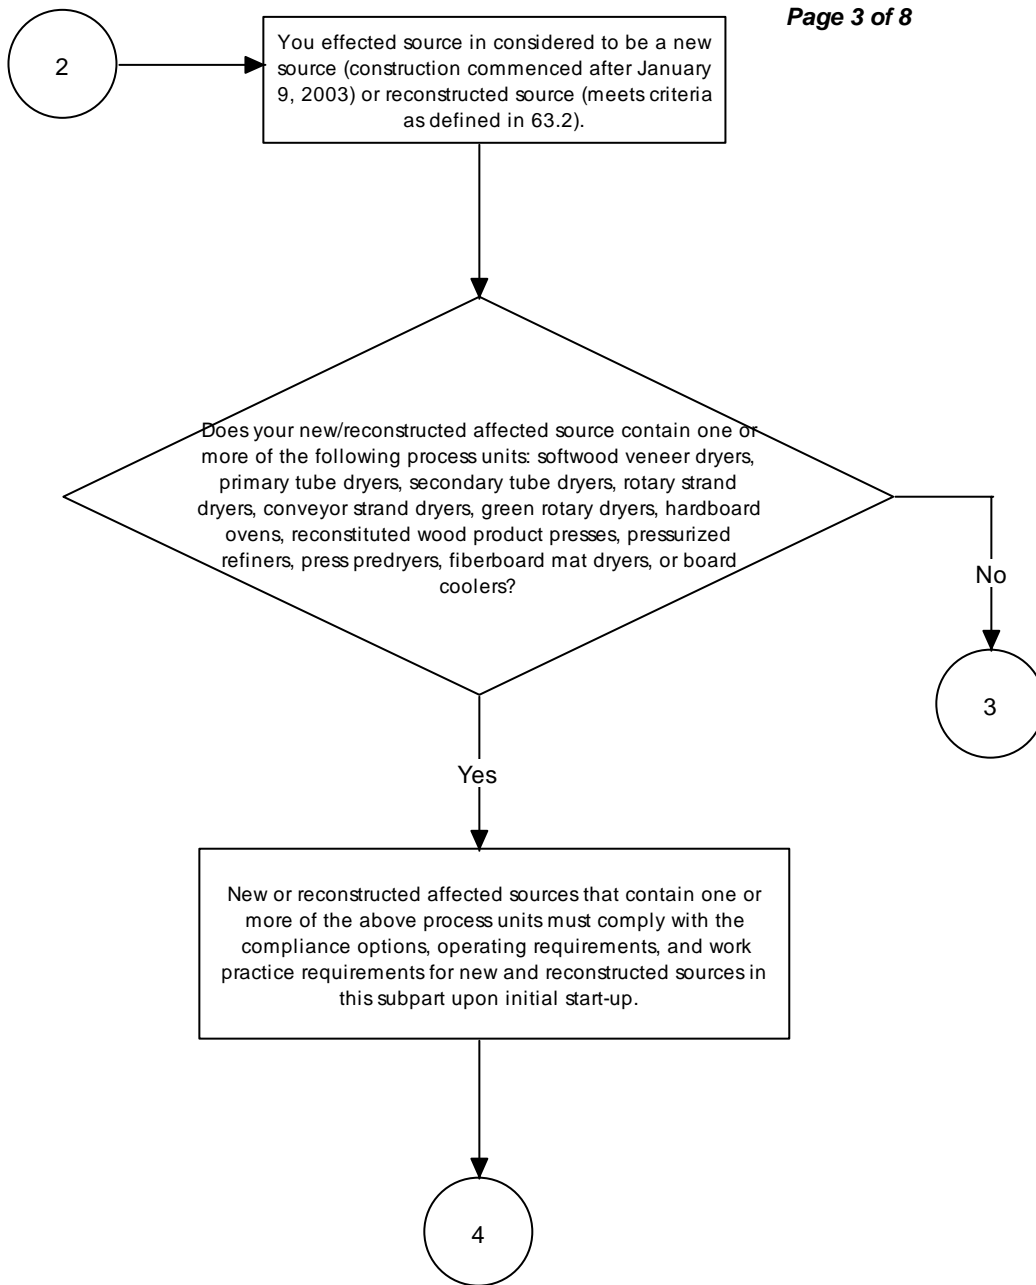 Page 3 of 8
2
You effected source in considered to be a new
source (construction commenced after January
9, 2003) or reconstructed source (meets criteria
as defined in 63.2).
Does your new/reconstructed affected source contain one or
more of the following process units: softwood veneer dryers,
primary tube dryers, secondary tube dryers, rotary strand
dryers, conveyor strand dryers, green rotary dryers, hardboard
ovens, reconstituted wood product presses, pressurized
refiners, press predryers, fiberboard mat dryers, or board
coolers?
No
3
Yes
New or reconstructed affected sources that contain one or
more of the above process units must comply with the
compliance options, operating requirements, and work
practice requirements for new and reconstructed sources in
this subpart upon initial start-up.
4